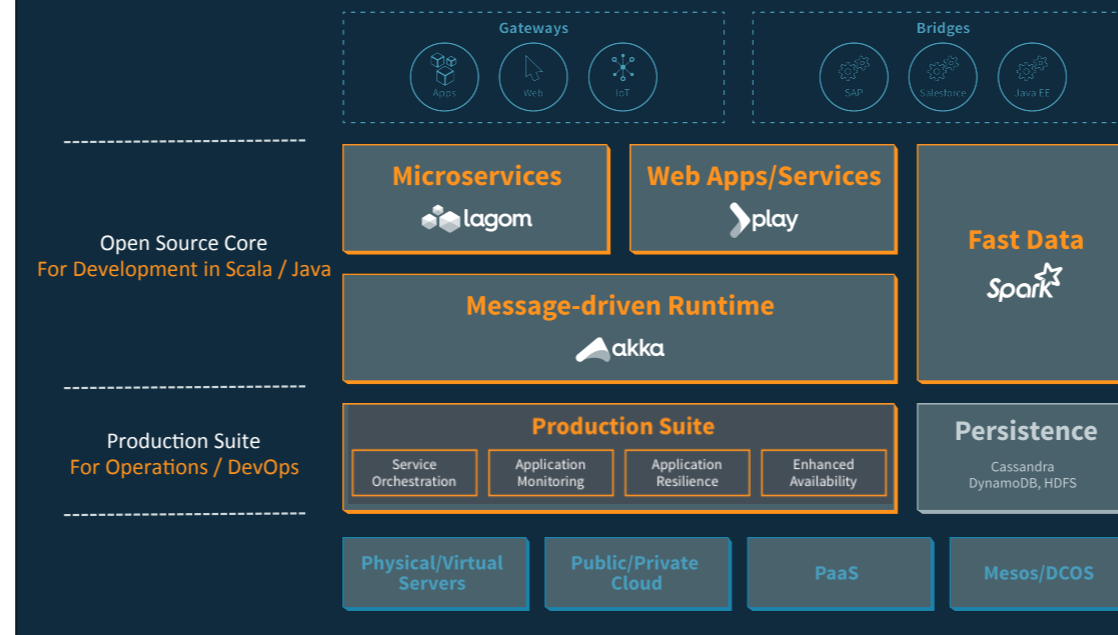 Gateways
Apps
Web
IoT
Bridges
SAP
Salesforce
Java EE
Open Source Core
For Development in Scala / Java
Microservices
lagom
Web Apps/Services
play
Message-driven Runtime
akka
Fast Data
Spark
Production Suite
For Operations / DevOps
Production Suite
Service
Orchestration
Application
Monitoring
Application
Resilience
Enhanced
Availability
Persistence
Cassandra
DynamoDB, HDFS
Physical/Virtual
Servers
Public/Private
Cloud
PaaS
Mesos/DCOS